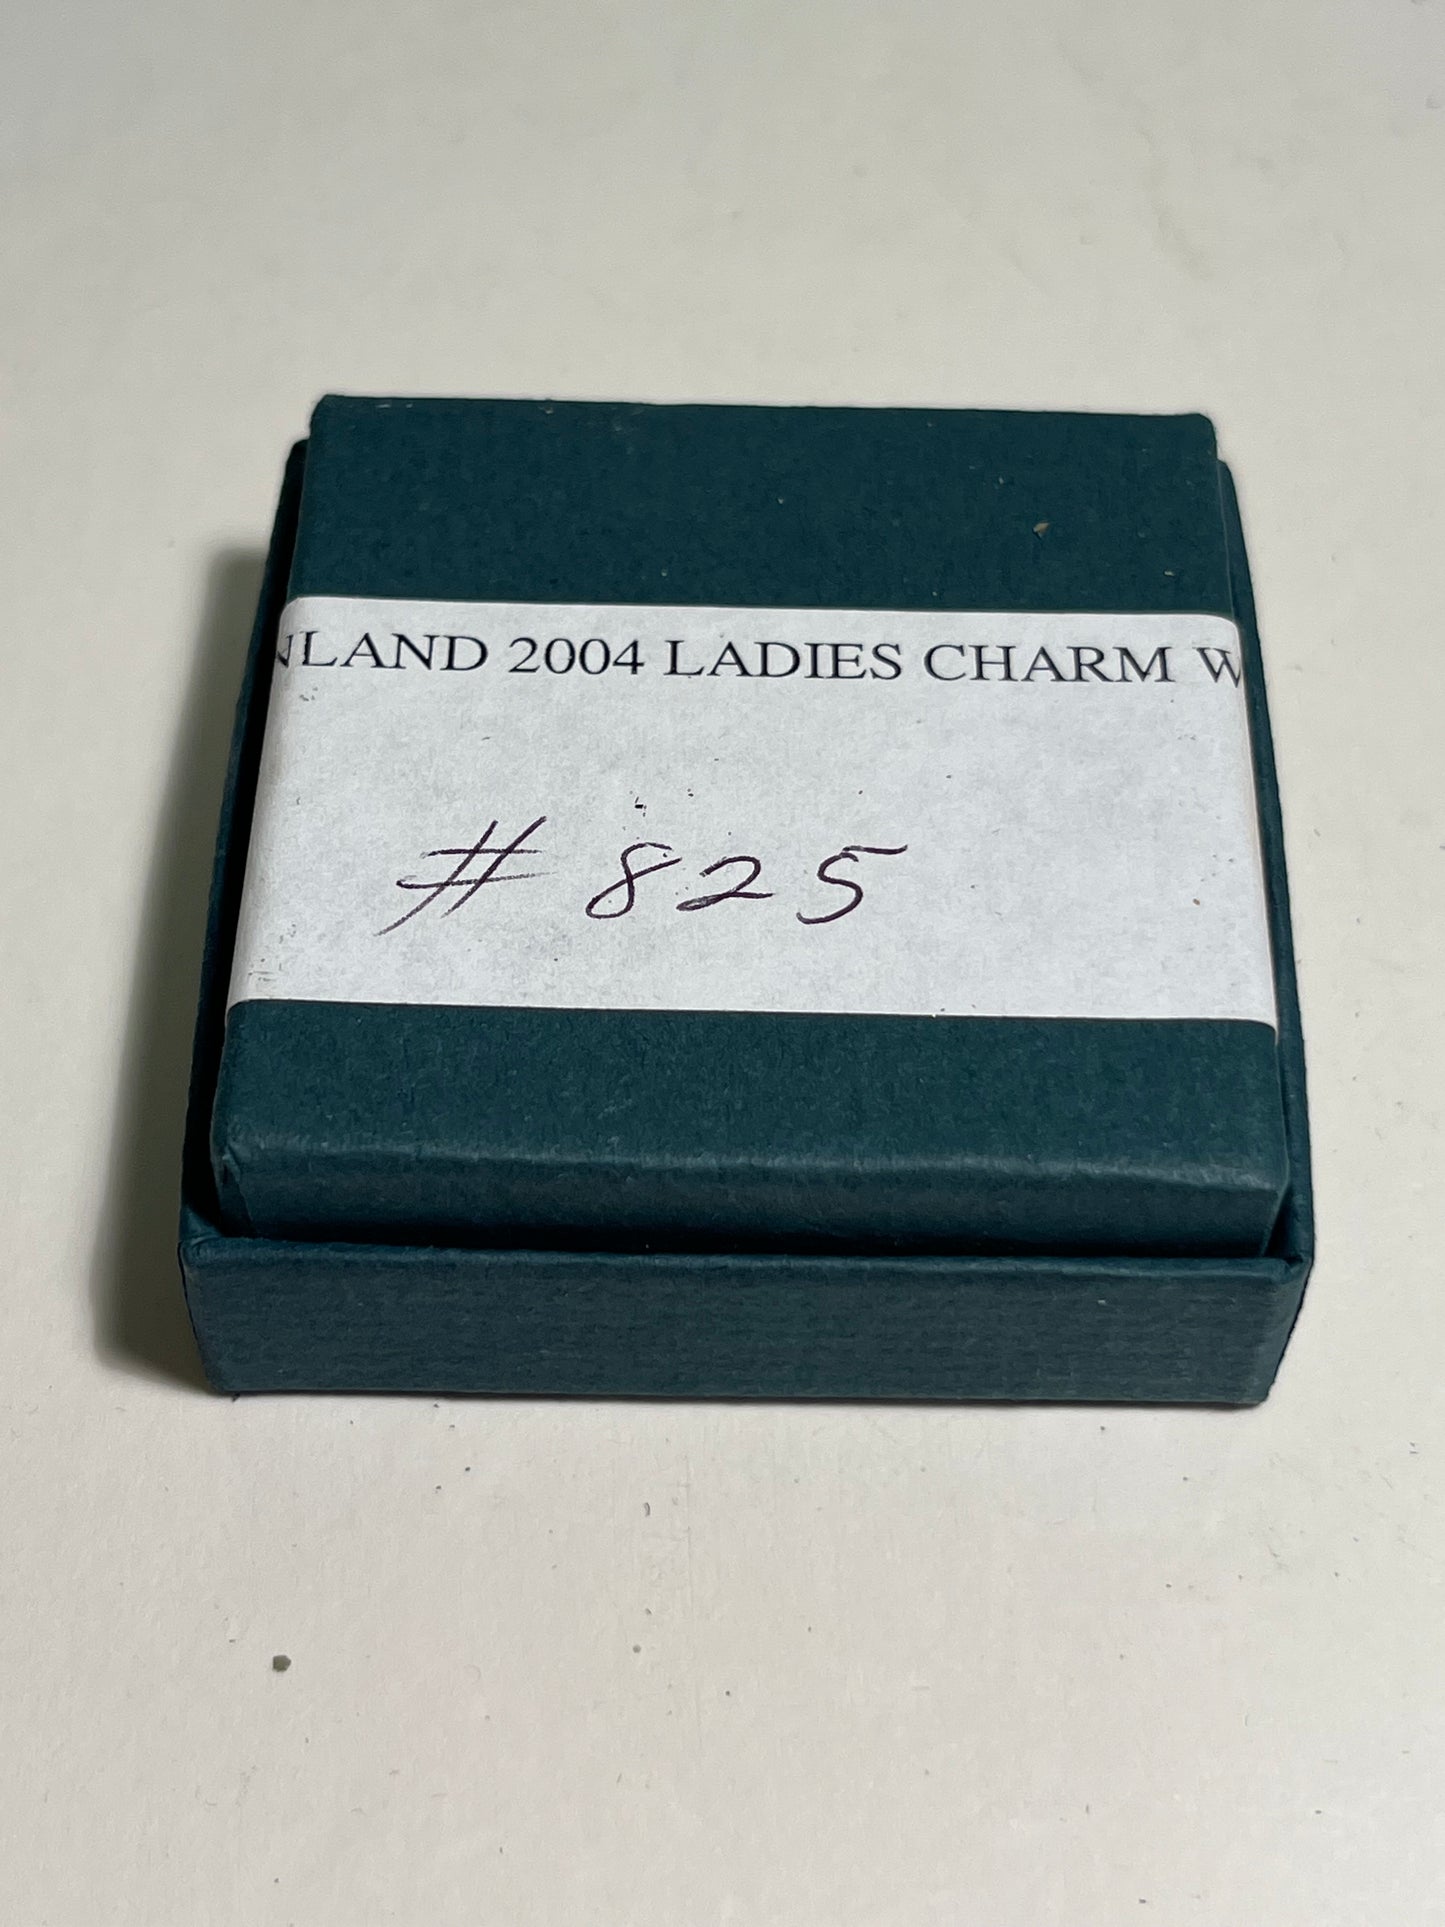 NLAND 2004 LADIES CHARM W
# 825